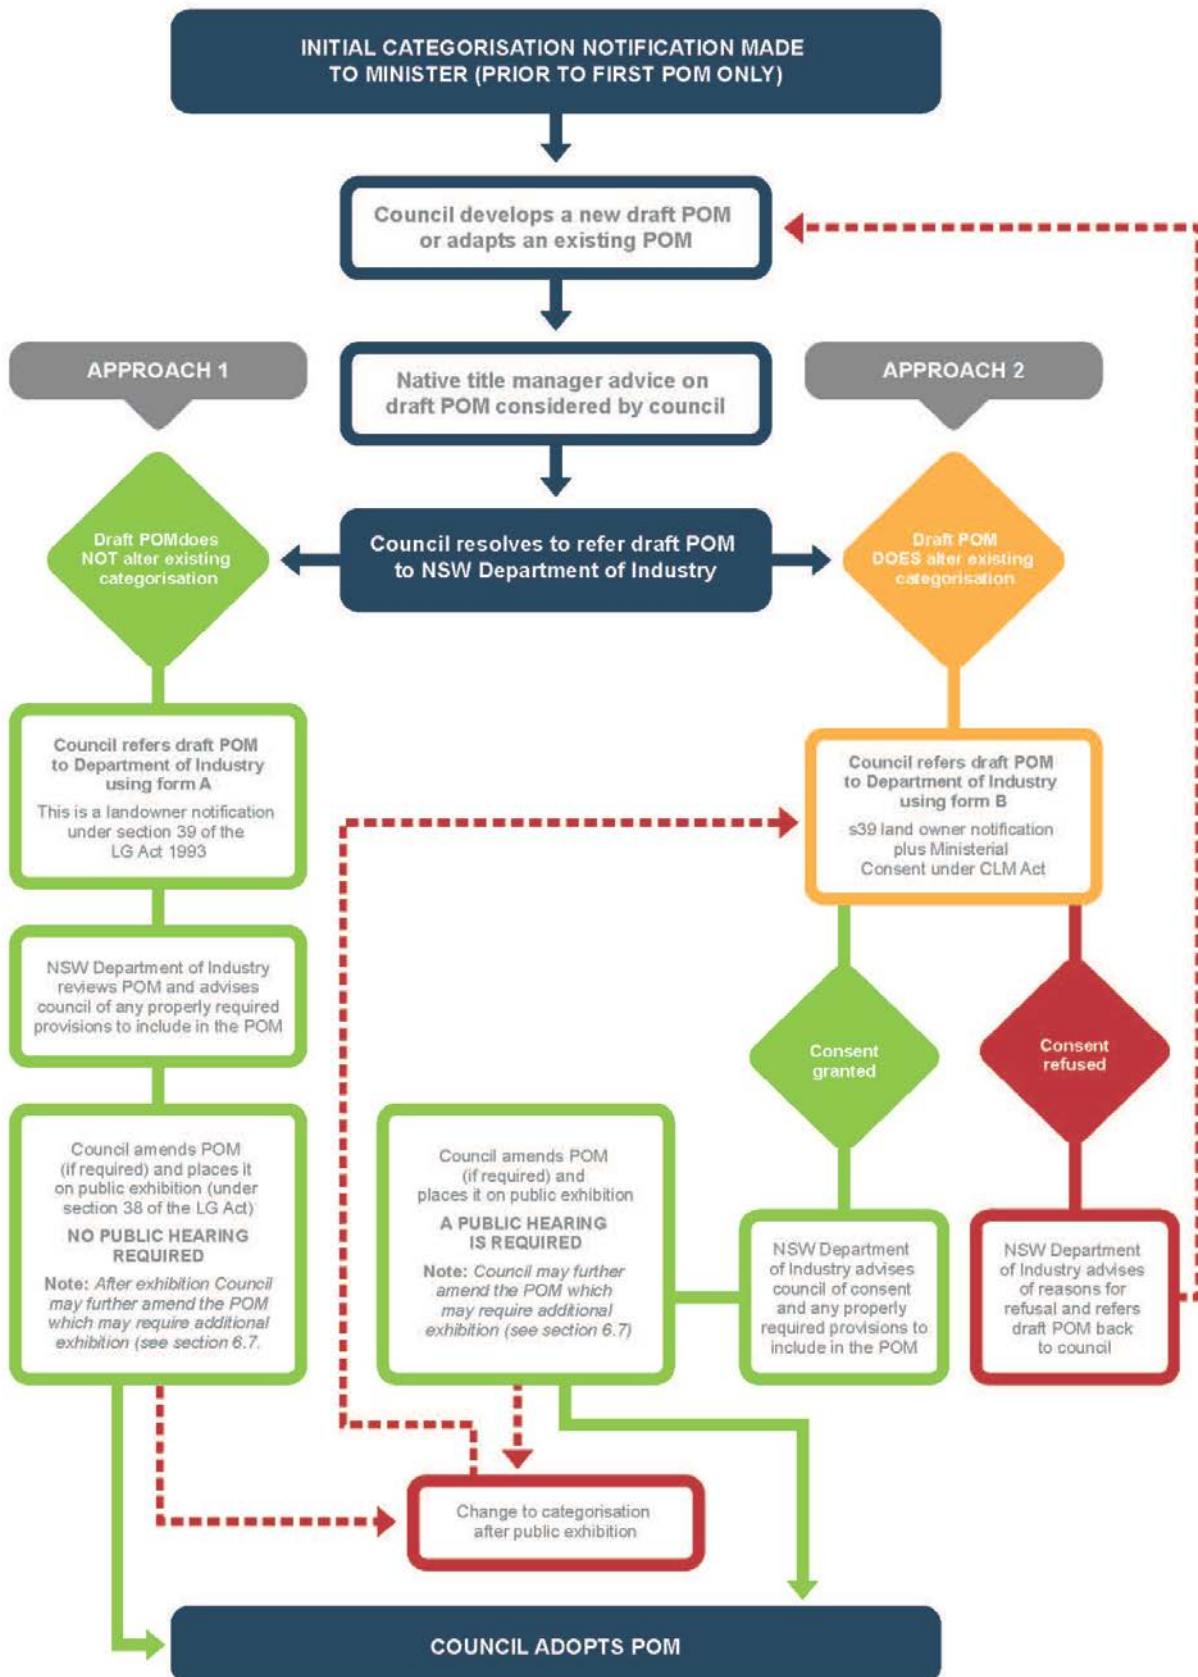 INITIAL CATEGORISATION NOTIFICATION MADE
TO MINISTER (PRIOR TO FIRST POM ONLY)
Council develops a new draft POM
or adapts an existing POM
APPROACH 1
Native title manager advice on
draft POM considered by council
APPROACH 2
Draft POMdoes
NOT alter existing
categorisation
Council resolves to refer draft POM
to NSW Department of Industry
Draft POM
DOES alter existing
categorisation
Council refers draft POM
to Department of Industry
using form A
This is a landowner notification
under section 39 of the
LG Act 1993
Council refers draft POM
to Department of Industry
using form B
s39 land owner notification
plus Ministerial
Consent under CLM Act
NSW Department of Industry
reviews POM and advises
council of any properly required
provisions to include in the POM
Consent
granted
Consent
refused
Council amends POM
(if required) and places it
on public exhibition (under
section 38 of the LG Act)
NO PUBLIC HEARING
REQUIRED
Note: After exhibition Council
may further amend the POM
which may require additional
exhibition (see section 6.7.
Council amends POM
(if required) and
places it on public exhibition
A PUBLIC HEARING
IS REQUIRED
Note: Council may further
amend the POM which
may require additional
exhibition (see section 6.7)
NSW Department
of Industry advises
council of consent
and any properly
required provisions to
include in the POM
NSW Department
of Industry advises
of reasons for
refusal and refers
draft POM back
to council
Change to categorisation
after public exhibition
COUNCIL ADOPTS POM